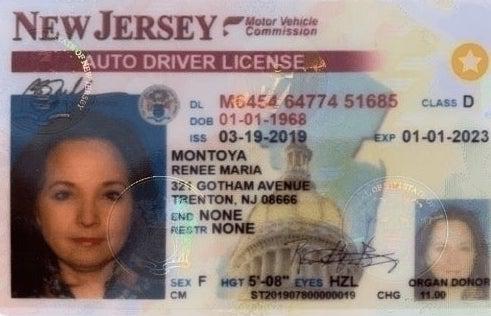 NEW JERSEY Motor Vehicle Commission
AUTO DRIVER LICENSE
DL M6454 64774 51685 CLASS D
DOB 01-01-1968
ISS 03-19-2019 EXP 01-01-2023
MONTOYA
RENEE MARIA
321 GOTHAM AVENUE
TRENTON, NJ 08666
END NONE
RESTR NONE
SEX F HGT 5'-08" EYES HZL ORGAN DONOR
CM ST201907800000019 CHG 11.00